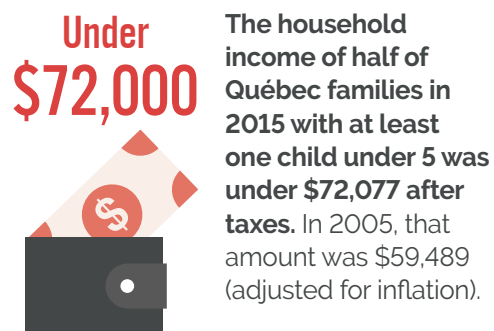 Under
$72,000
$
The household
income of half of
Québec families in
2015 with at least
one child under 5 was
under $72,077 after
taxes. In 2005, that
amount was $59,489
(adjusted for inflation).